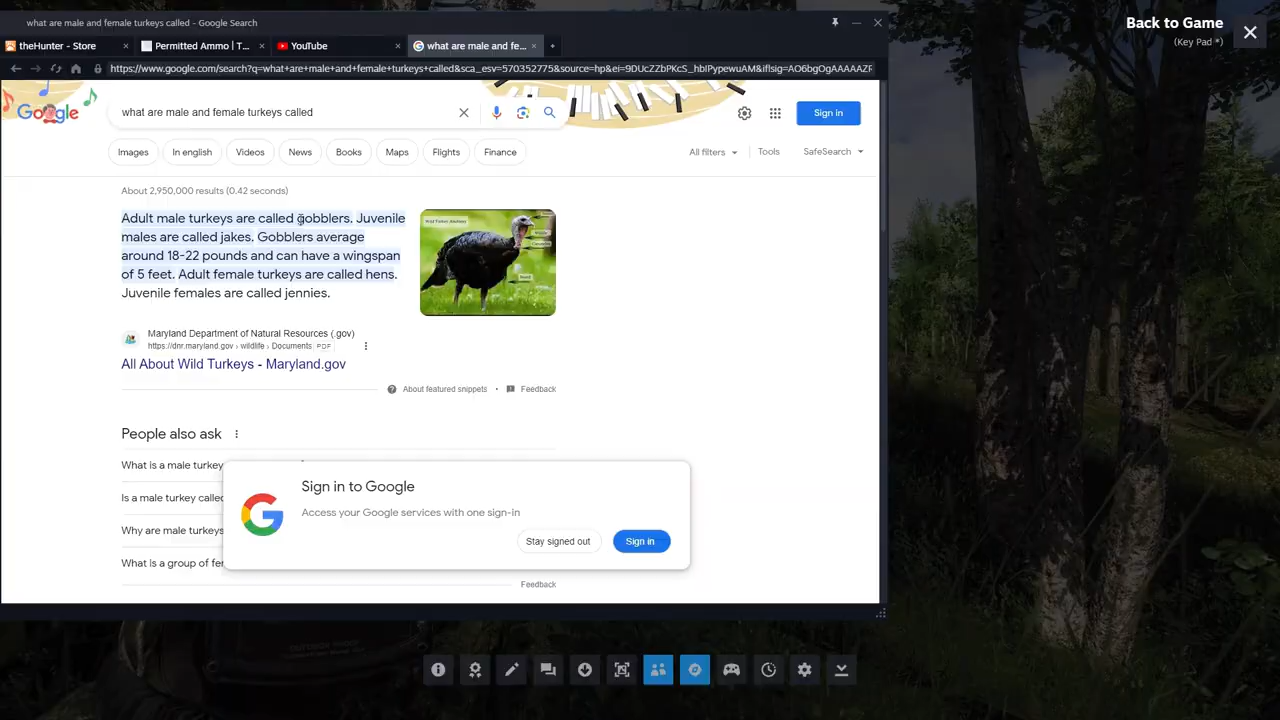 what are male and female turkeys called - Google Search
Back to Game
(Key Pad *)
theHunter - Store
Permitted Ammo | T...
YouTube
what are male and fe...
https://www.google.com/search?q=what+are+male+and+female+turkeys+called&sca_esv=570352775&source=hp&ei=
Google
what are male and female turkeys called
Sign in
Images
In english
Videos
News
Books
Maps
Flights
Finance
All filters
Tools
SafeSearch
About 2,950,000 results (0.42 seconds)
Adult male turkeys are called gobblers. Juvenile
males are called jakes. Gobblers average
around 18-22 pounds and can have a wingspan
of 5 feet. Adult female turkeys are called hens.
Juvenile females are called jennies.
Maryland Department of Natural Resources (.gov)
https://dnr.maryland.gov › wildlife › Documents PDF
All About Wild Turkeys - Maryland.gov
About featured snippets
Feedback
People also ask
What is a male turkey
Is a male turkey called
Why are male turkeys
What is a group of fer
Sign in to Google
Access your Google services with one sign-in
Stay signed out
Sign in
Feedback